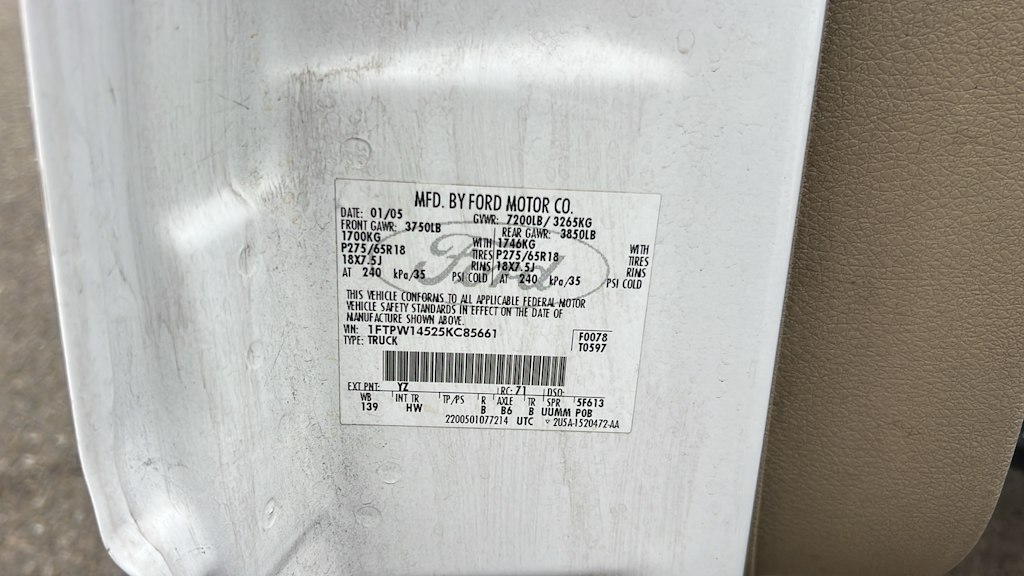 MFD. BY FORD MOTOR CO.
DATE: 01/05 GVWR: 7200LB/ 3265KG
FRONT GAWR: 3750LB REAR GAWR: 3850LB
1700KG WITH 1746KG WITH
P275/65R18 TIRES P275/65R18 TIRES
18X7.5J RINS 18X7.5J RINS
AT 240 kPa/35 PSI COLD AT 240 kPa/35 PSI COLD
Ford
THIS VEHICLE CONFORMS TO ALL APPLICABLE FEDERAL MOTOR
VEHICLE SAFETY STANDARDS IN EFFECT ON THE DATE OF
MANUFACTURE SHOWN ABOVE.
VIN: 1FTPW14525KC85661 F0078
TYPE: TRUCK T0597
EXT PNT: YZ RC: 71 DSO:
WB INT TR TP/PS R AXLE TR SPR 5F613
139 HW B B6 B UUMM POB
2200501077214 UTC 2U5A-1520472-AA